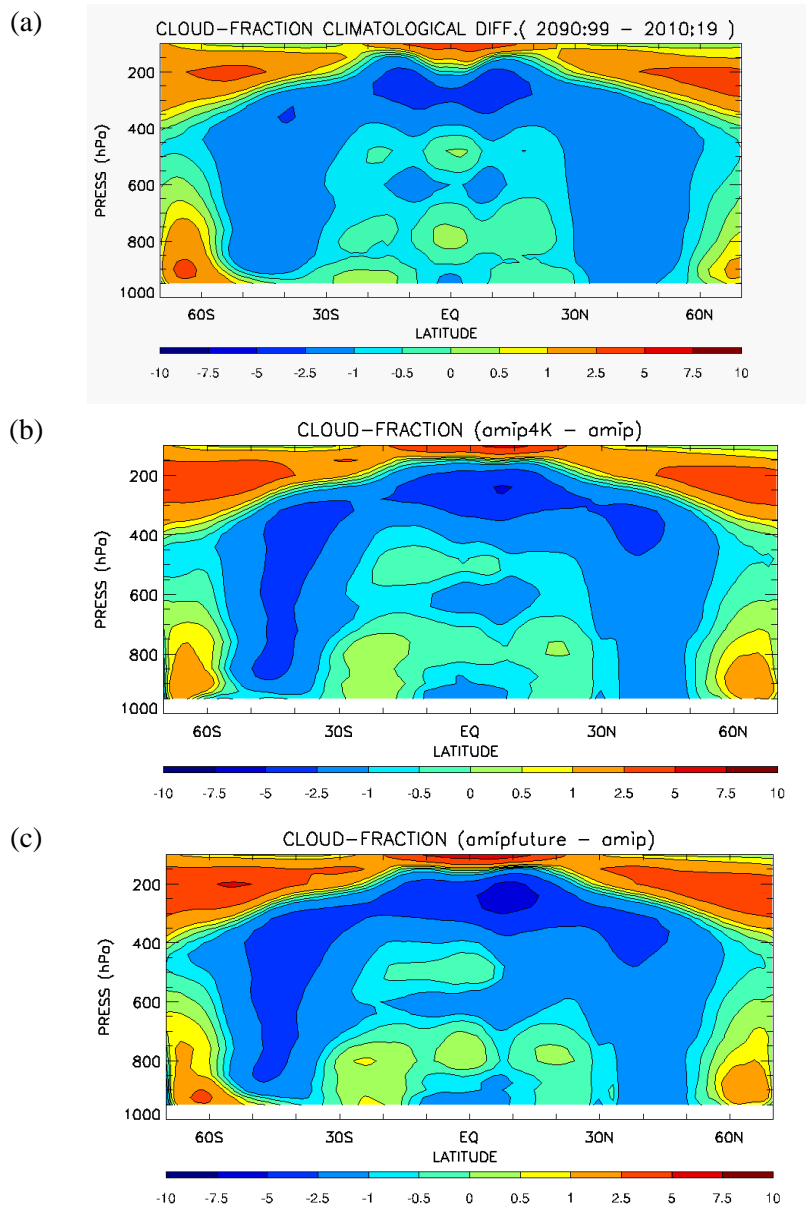 (a)
CLOUD-FRACTION CLIMATOLOGICAL DIFF.( 2090:99 - 2010:19 )
200
400
600
800
1000
PRESS (hPa)
60S 30S EQ 30N 60N
LATITUDE
-10 -7.5 -5 -2.5 -1 -0.5 0 0.5 1 2.5 5 7.5 10
(b)
CLOUD-FRACTION (amip4K - amip)
200
400
600
800
1000
PRESS (hPa)
60S 30S EQ 30N 60N
LATITUDE
-10 -7.5 -5 -2.5 -1 -0.5 0 0.5 1 2.5 5 7.5 10
(c)
CLOUD-FRACTION (amipfuture - amip)
200
400
600
800
1000
PRESS (hPa)
60S 30S EQ 30N 60N
LATITUDE
-10 -7.5 -5 -2.5 -1 -0.5 0 0.5 1 2.5 5 7.5 10